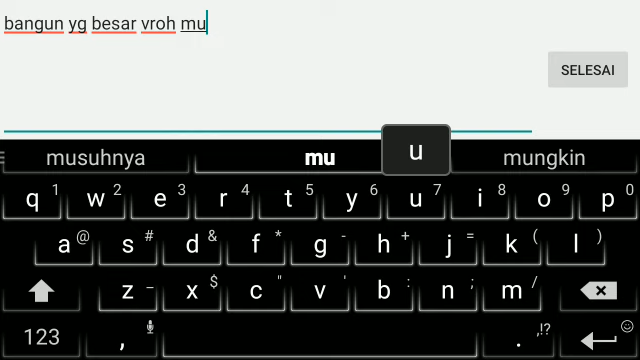 bangun yg besar vroh mu
SELESAI
musuhnya mu mungkin
u
q 1 w 2 e 3 r 4 t 5 y 6 u 7 i 8 o 9 p 0
a @ s # d & f * g - h + j = k ( l )
z _ x $ c " v ' b : n ; m /
123 , . ,!?